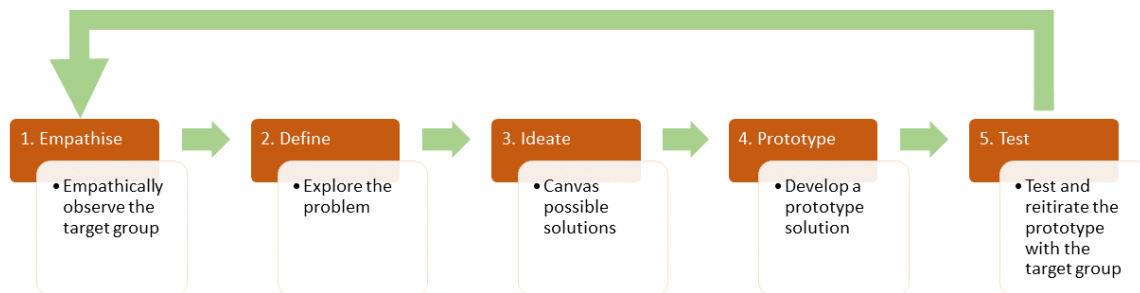 1. Empathise
• Empathically
observe the
target group
2. Define
• Explore the
problem
3. Ideate
• Canvas
possible
solutions
4. Prototype
• Develop a
prototype
solution
5. Test
• Test and
reitirate the
prototype
with the
target group